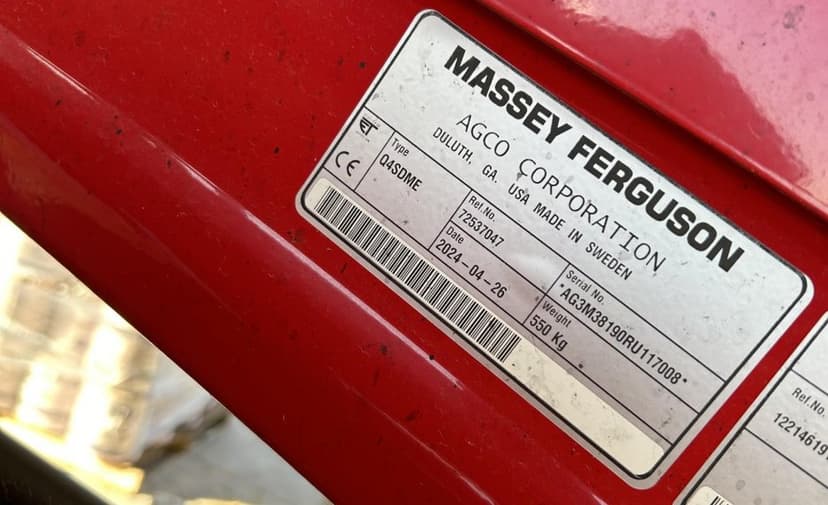 MASSEY FERGUSON
AGCO CORPORATION
DULUTH, GA. USA MADE IN SWEDEN
CE
Type
Q4SDME
Ref.No.
72537047
Serial No.
*AG3M38190RU117008*
Date
2024-04-26
Weight
550 Kg
Ref.No.